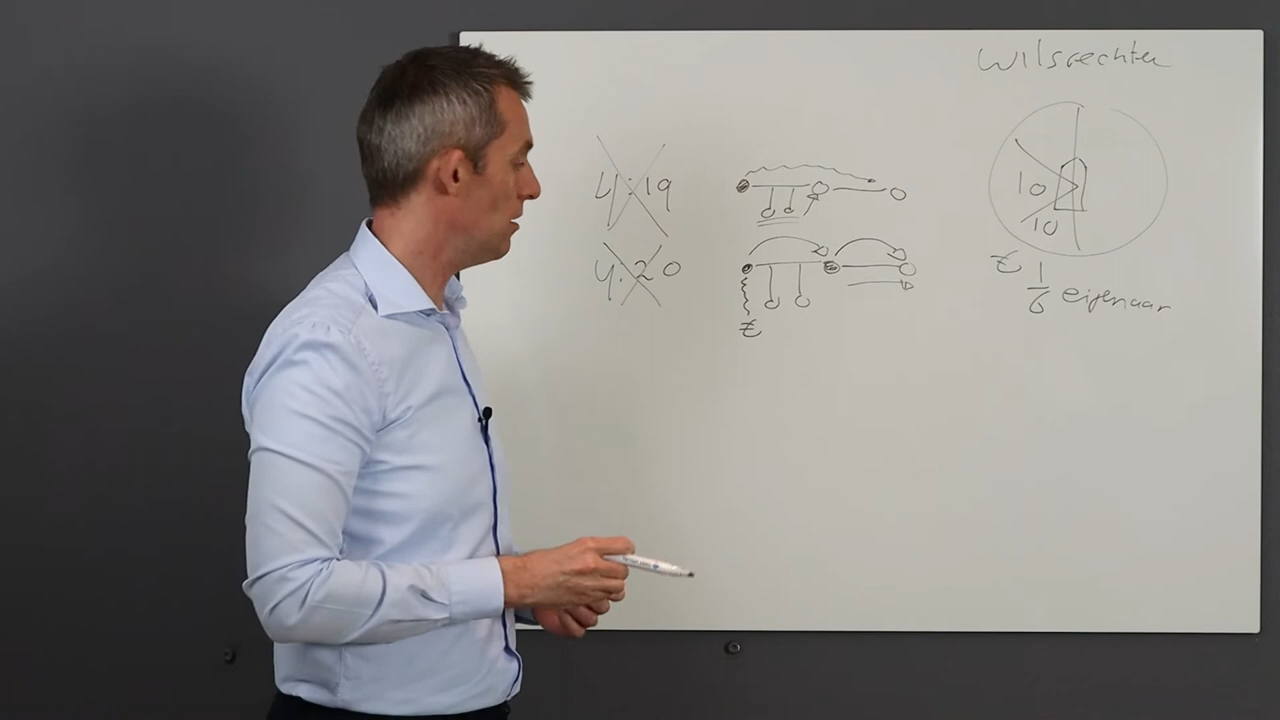 wilsrechten
4:19
4:20
10
10
€ 1/6 eigenaar
€